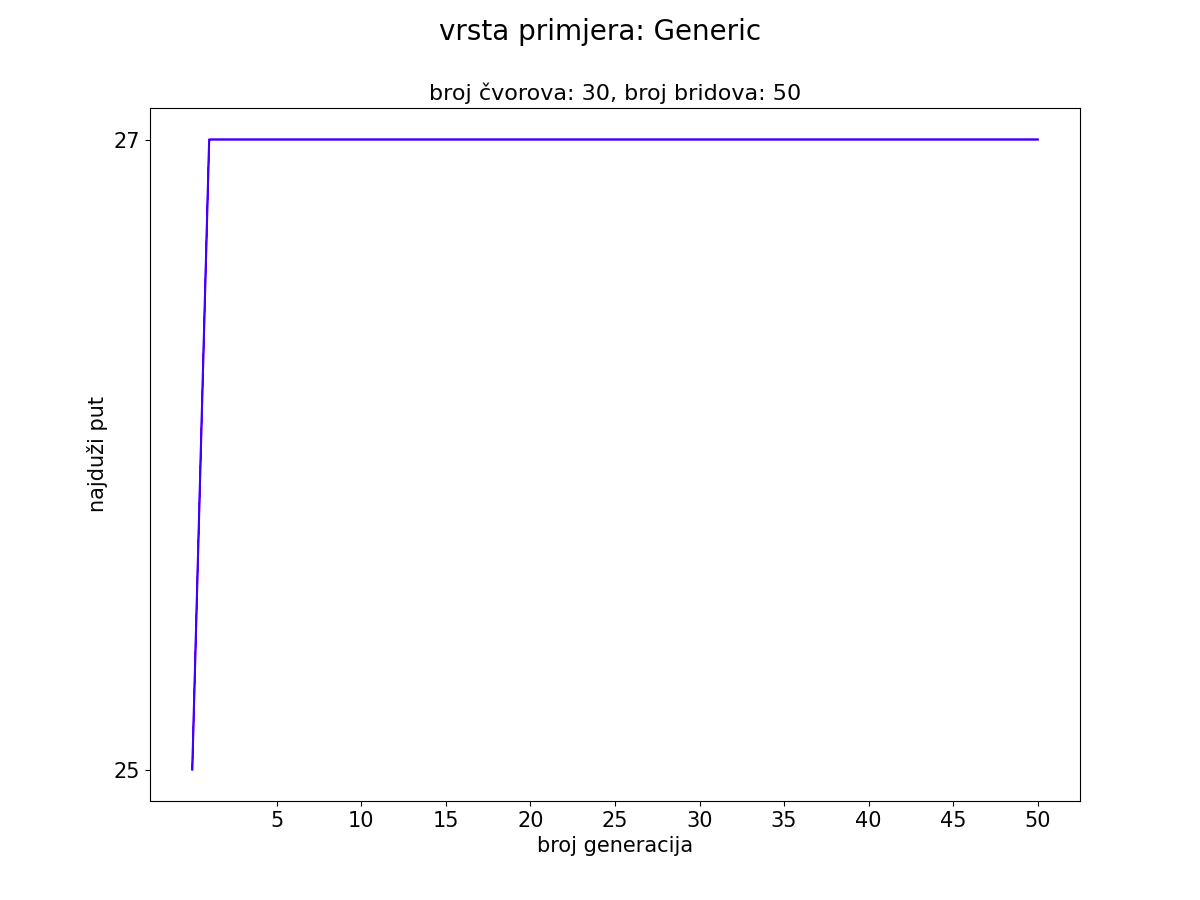 vrsta primjera: Generic
broj čvorova: 30, broj bridova: 50
27
najduži put
25
5 10 15 20 25 30 35 40 45 50
broj generacija